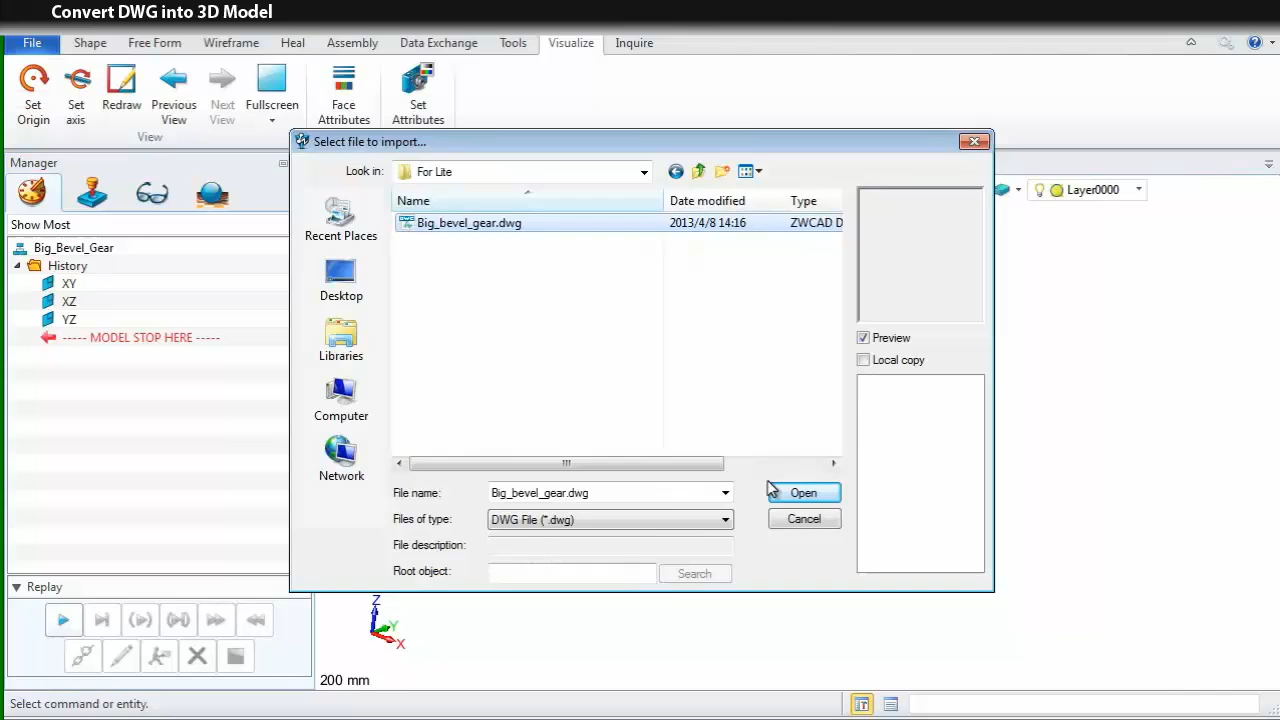 Convert DWG into 3D Model
File Shape Free Form Wireframe Heal Assembly Data Exchange Tools Visualize Inquire
Set Origin
Set axis
Redraw
Previous View
Next View
Fullscreen
Face Attributes
Set Attributes
View
Manager
Show Most
Big_Bevel_Gear
History
XY
XZ
YZ
----- MODEL STOP HERE -----
Replay
Select file to import...
Look in: For Lite
Name Date modified Type
Big_bevel_gear.dwg 2013/4/8 14:16 ZWCAD D
Recent Places
Desktop
Libraries
Computer
Network
Preview
Local copy
File name: Big_bevel_gear.dwg Open
Files of type: DWG File (*.dwg) Cancel
File description:
Root object: Search
Layer0000
Z
Y
X
200 mm
Select command or entity.